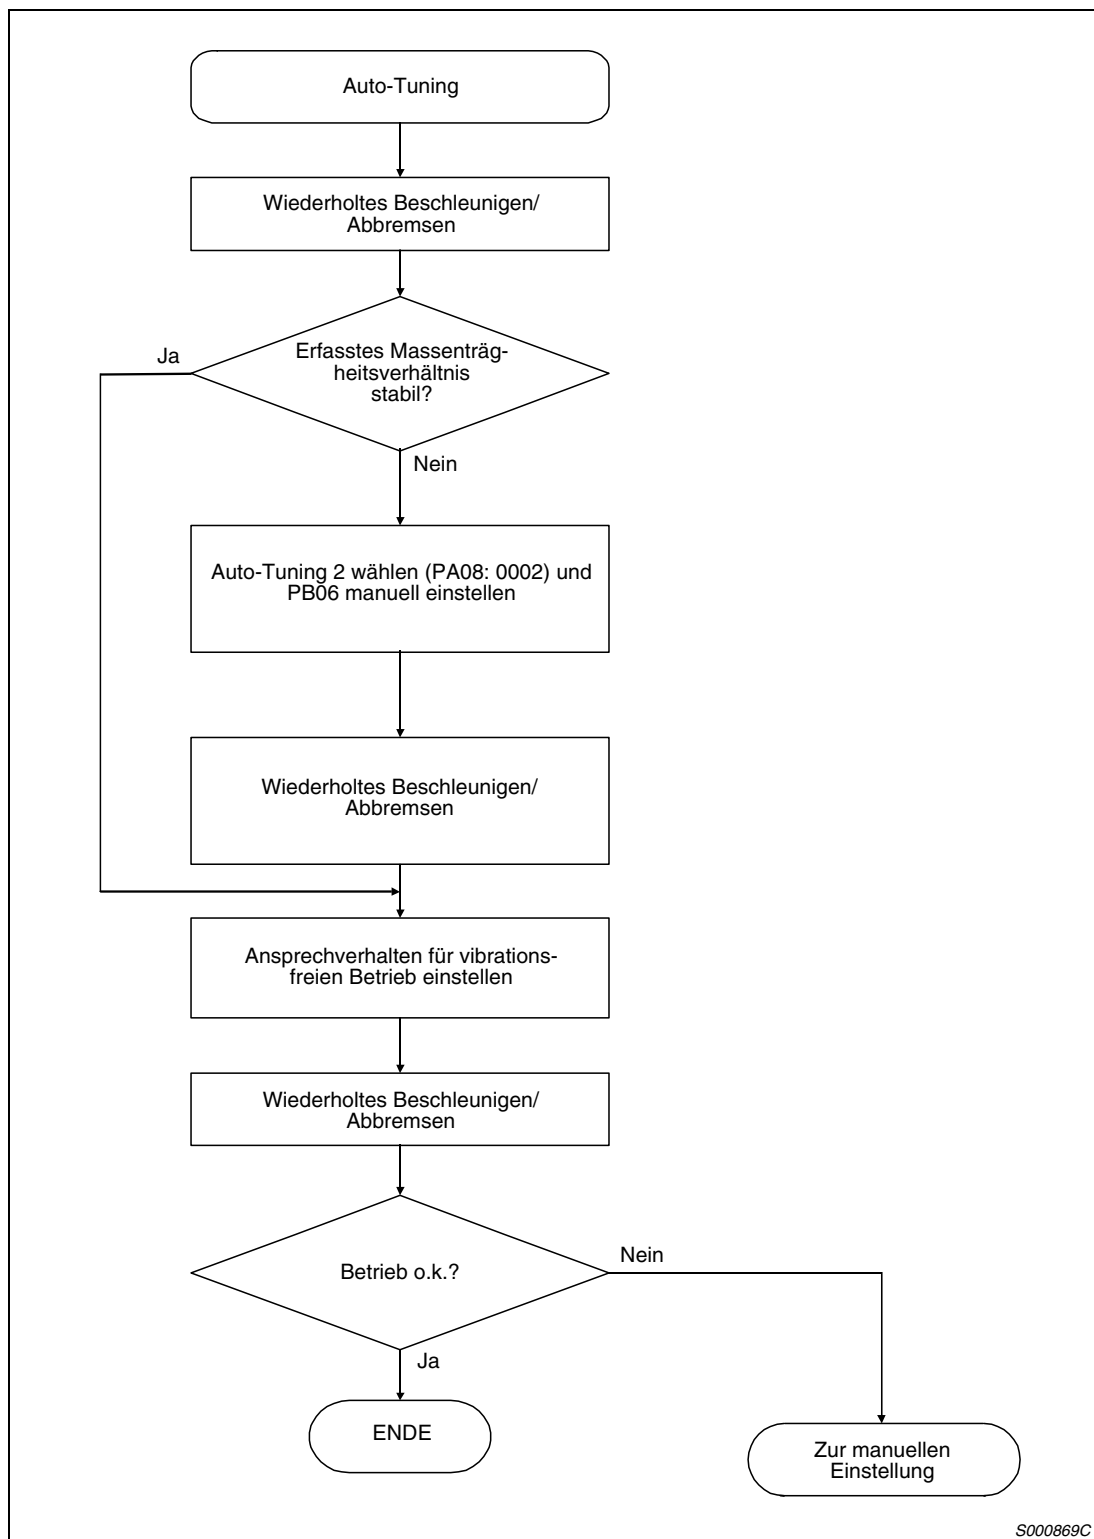 Auto-Tuning
Wiederholtes Beschleunigen/
Abbremsen
Ja
Erfasstes Massenträg-
heitsverhältnis
stabil?
Nein
Auto-Tuning 2 wählen (PA08: 0002) und
PB06 manuell einstellen
Wiederholtes Beschleunigen/
Abbremsen
Ansprechverhalten für vibrations-
freien Betrieb einstellen
Wiederholtes Beschleunigen/
Abbremsen
Betrieb o.k.?
Nein
Ja
ENDE
Zur manuellen
Einstellung
S000869C